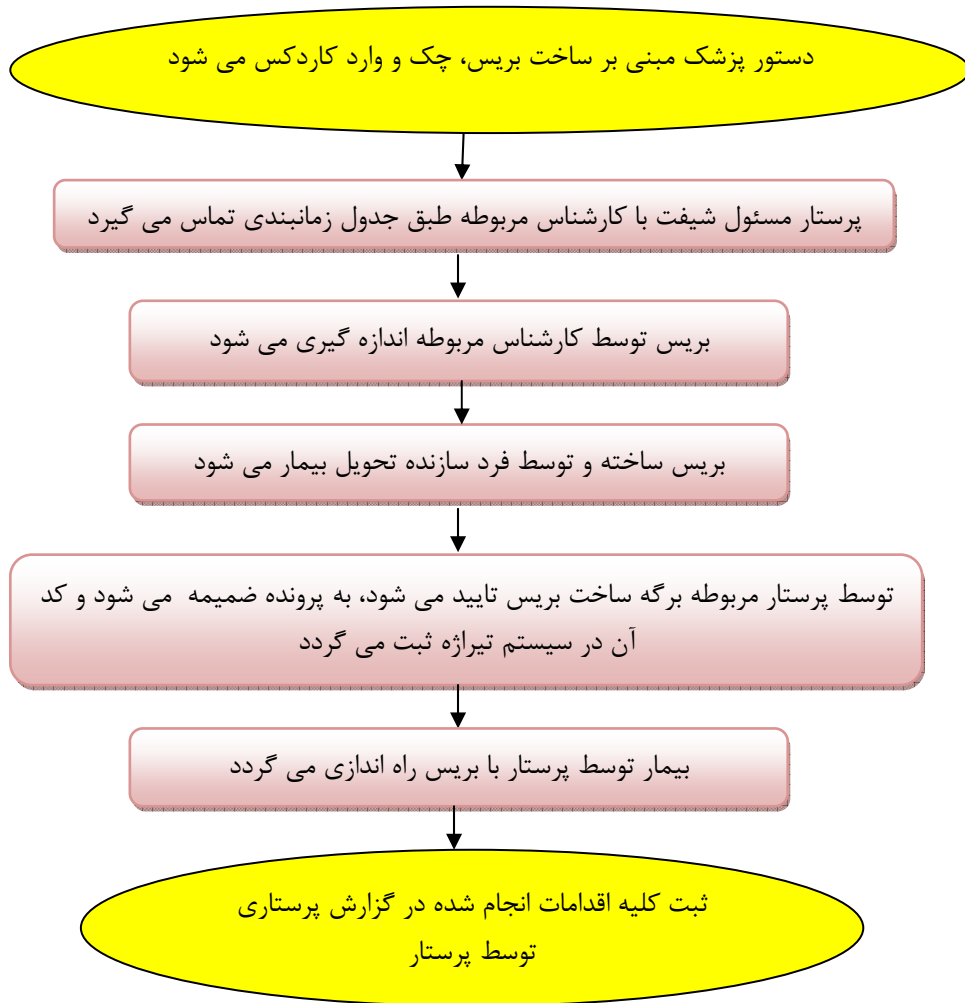 دستور پزشک مبنی بر ساخت بریس، چک و وارد کاردکس می شود
پرستار مسئول شیفت با کارشناس مربوطه طبق جدول زمانبندی تماس می گیرد
بریس توسط کارشناس مربوطه اندازه گیری می شود
بریس ساخته و توسط فرد سازنده تحویل بیمار می شود
توسط پرستار مربوطه برگه ساخت بریس تایید می شود، به پرونده ضمیمه می شود و کد
آن در سیستم تیراژه ثبت می گردد
بیمار توسط پرستار با بریس راه اندازی می گردد
ثبت کلیه اقدامات انجام شده در گزارش پرستاری
توسط پرستار